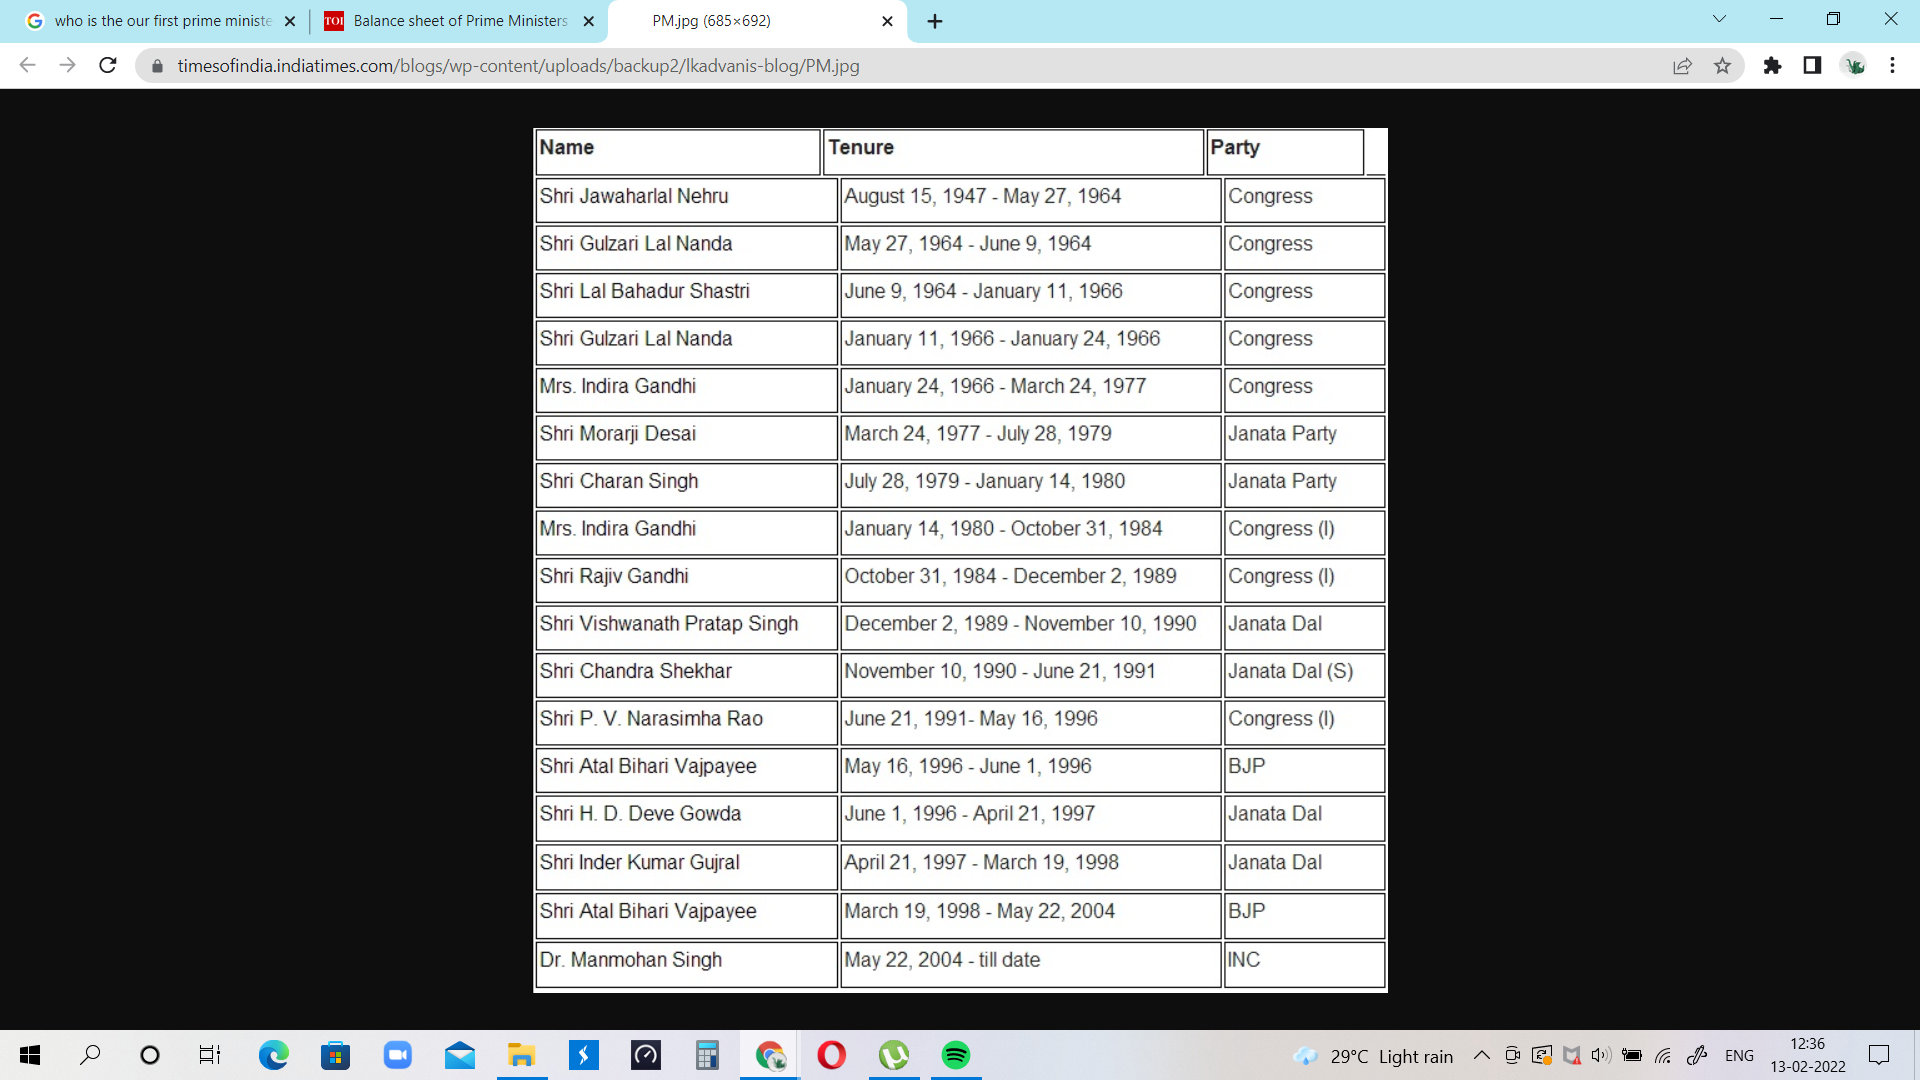 who is the our first prime ministe
TOI Balance sheet of Prime Ministers
PM.jpg (685×692)
timesofindia.indiatimes.com/blogs/wp-content/uploads/backup2/lkadvanis-blog/PM.jpg
Name Tenure Party
Shri Jawaharlal Nehru August 15, 1947 - May 27, 1964 Congress
Shri Gulzari Lal Nanda May 27, 1964 - June 9, 1964 Congress
Shri Lal Bahadur Shastri June 9, 1964 - January 11, 1966 Congress
Shri Gulzari Lal Nanda January 11, 1966 - January 24, 1966 Congress
Mrs. Indira Gandhi January 24, 1966 - March 24, 1977 Congress
Shri Morarji Desai March 24, 1977 - July 28, 1979 Janata Party
Shri Charan Singh July 28, 1979 - January 14, 1980 Janata Party
Mrs. Indira Gandhi January 14, 1980 - October 31, 1984 Congress (I)
Shri Rajiv Gandhi October 31, 1984 - December 2, 1989 Congress (I)
Shri Vishwanath Pratap Singh December 2, 1989 - November 10, 1990 Janata Dal
Shri Chandra Shekhar November 10, 1990 - June 21, 1991 Janata Dal (S)
Shri P. V. Narasimha Rao June 21, 1991- May 16, 1996 Congress (I)
Shri Atal Bihari Vajpayee May 16, 1996 - June 1, 1996 BJP
Shri H. D. Deve Gowda June 1, 1996 - April 21, 1997 Janata Dal
Shri Inder Kumar Gujral April 21, 1997 - March 19, 1998 Janata Dal
Shri Atal Bihari Vajpayee March 19, 1998 - May 22, 2004 BJP
Dr. Manmohan Singh May 22, 2004 - till date INC
29°C Light rain
ENG
12:36
13-02-2022